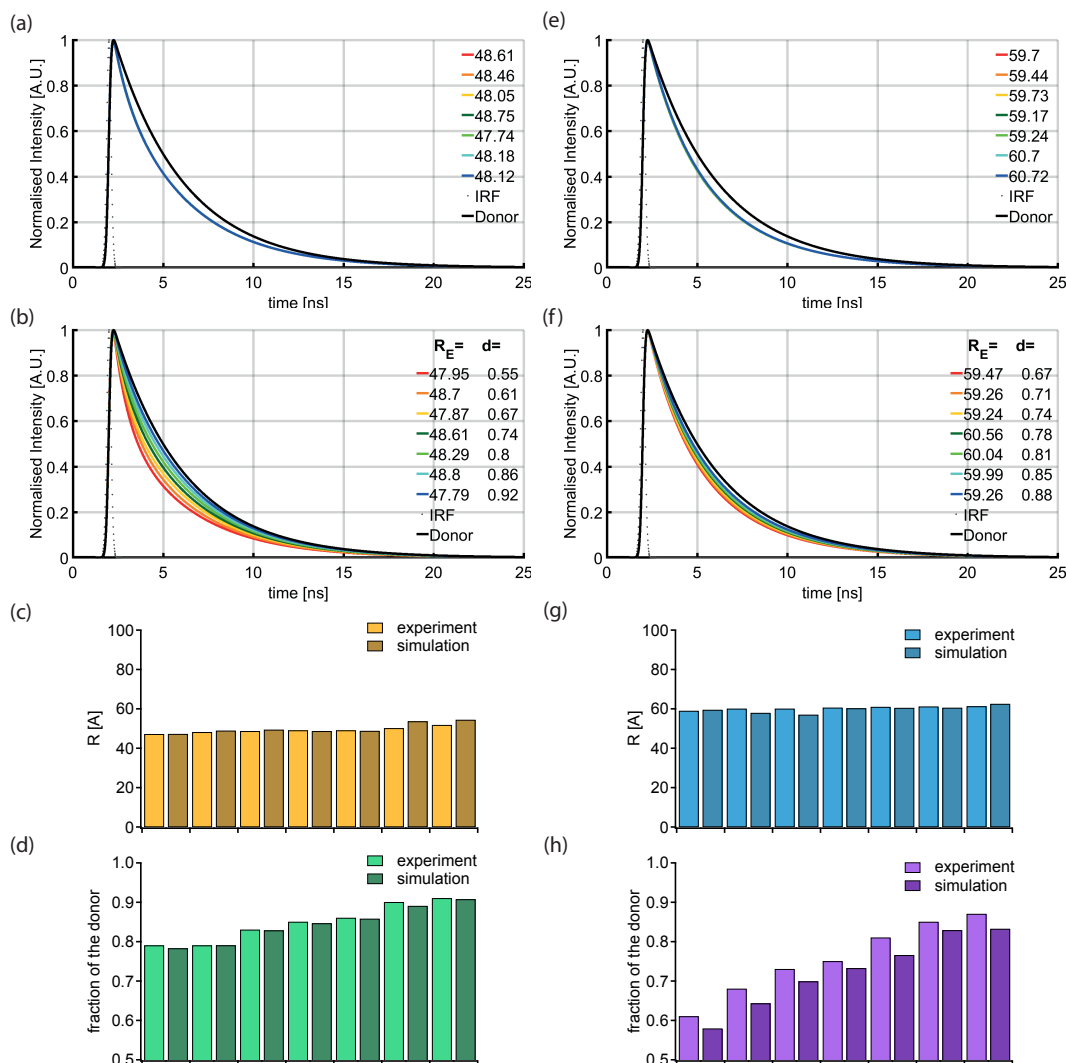 (a)
Normalised Intensity [A.U.]
1
0.8
0.6
0.4
0.2
0
0 5 10 15 20 25
time [ns]
48.61
48.46
48.05
48.75
47.74
48.18
48.12
IRF
Donor
(e)
Normalised Intensity [A.U.]
1
0.8
0.6
0.4
0.2
0
0 5 10 15 20 25
time [ns]
59.7
59.44
59.73
59.17
59.24
60.7
60.72
IRF
Donor
(b)
Normalised Intensity [A.U.]
1
0.8
0.6
0.4
0.2
0
0 5 10 15 20 25
time [ns]
R_E= d=
47.95 0.55
48.7 0.61
47.87 0.67
48.61 0.74
48.29 0.8
48.8 0.86
47.79 0.92
IRF
Donor
(f)
Normalised Intensity [A.U.]
1
0.8
0.6
0.4
0.2
0
0 5 10 15 20 25
time [ns]
R_E= d=
59.47 0.67
59.26 0.71
59.24 0.74
60.56 0.78
60.04 0.81
59.99 0.85
59.26 0.88
IRF
Donor
(c)
R [A]
100
80
60
40
20
0
experiment
simulation
(g)
R [A]
100
80
60
40
20
0
experiment
simulation
(d)
fraction of the donor
1.0
0.9
0.8
0.7
0.6
0.5
experiment
simulation
(h)
fraction of the donor
1.0
0.9
0.8
0.7
0.6
0.5
experiment
simulation